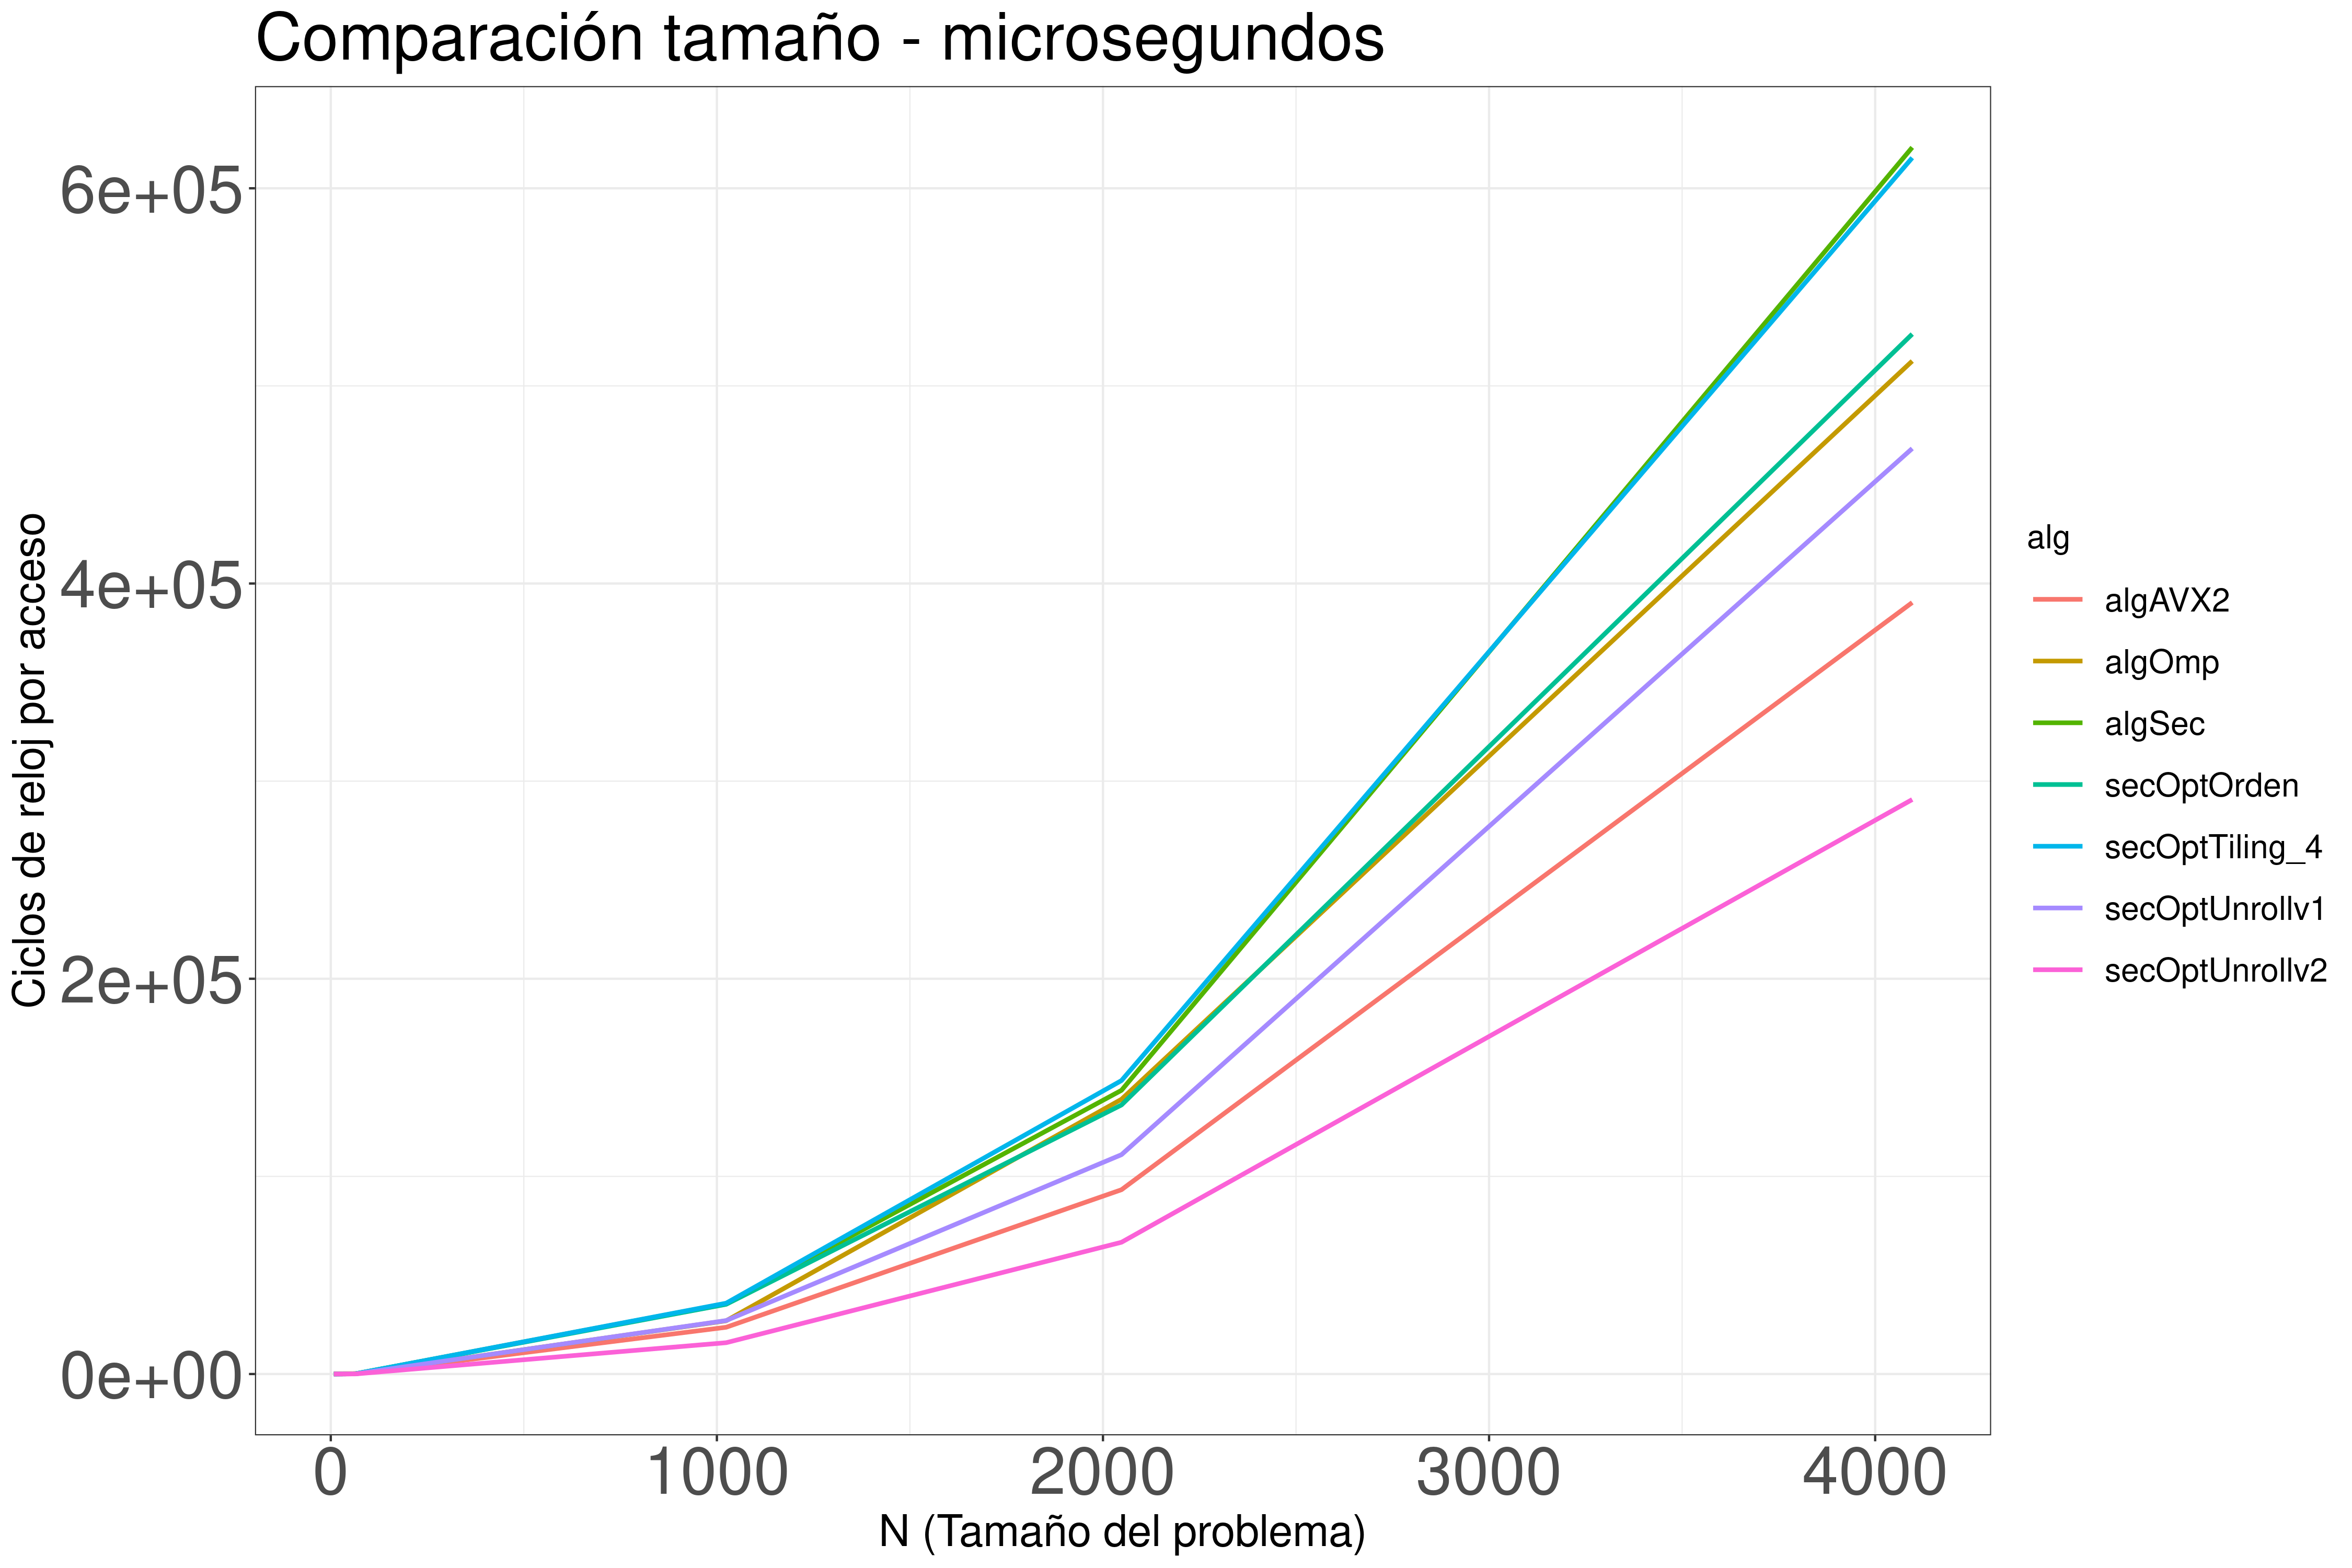 Comparación tamaño - microsegundos
Ciclos de reloj por acceso
6e+05
4e+05
2e+05
0e+00
0
1000
2000
3000
4000
N (Tamaño del problema)
alg
algAVX2
algOmp
algSec
secOptOrden
secOptTiling_4
secOptUnrollv1
secOptUnrollv2